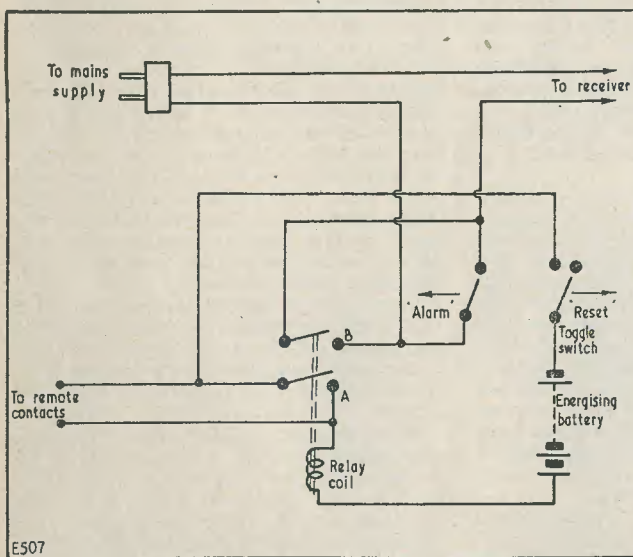 To mains
supply
To receiver
"Alarm"
"Reset"
Toggle
switch
B
A
To remote
contacts
Energising
battery
Relay
coil
E507